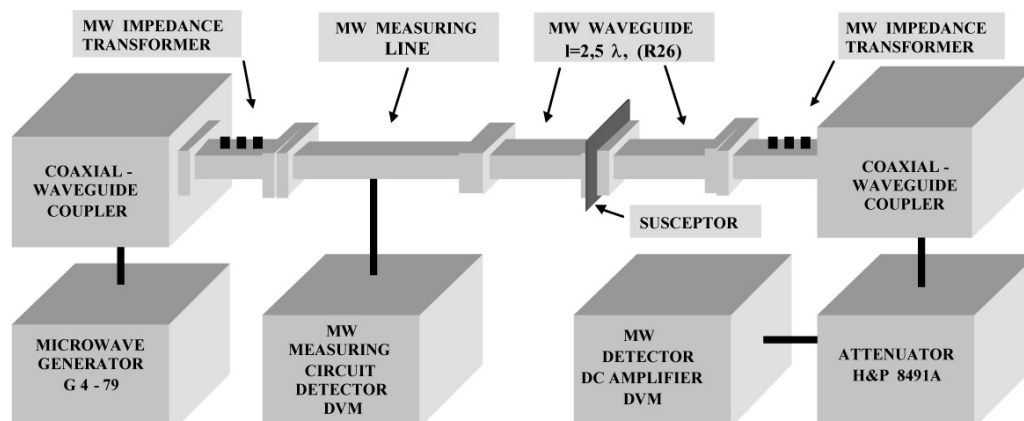 MW IMPEDANCE
TRANSFORMER
MW MEASURING
LINE
MW WAVEGUIDE
l=2,5 λ, (R26)
MW IMPEDANCE
TRANSFORMER
COAXIAL -
WAVEGUIDE
COUPLER
COAXIAL -
WAVEGUIDE
COUPLER
SUSCEPTOR
MICROWAVE
GENERATOR
G 4 - 79
MW
MEASURING
CIRCUIT
DETECTOR
DVM
MW
DETECTOR
DC AMPLIFIER
DVM
ATTENUATOR
H&P 8491A